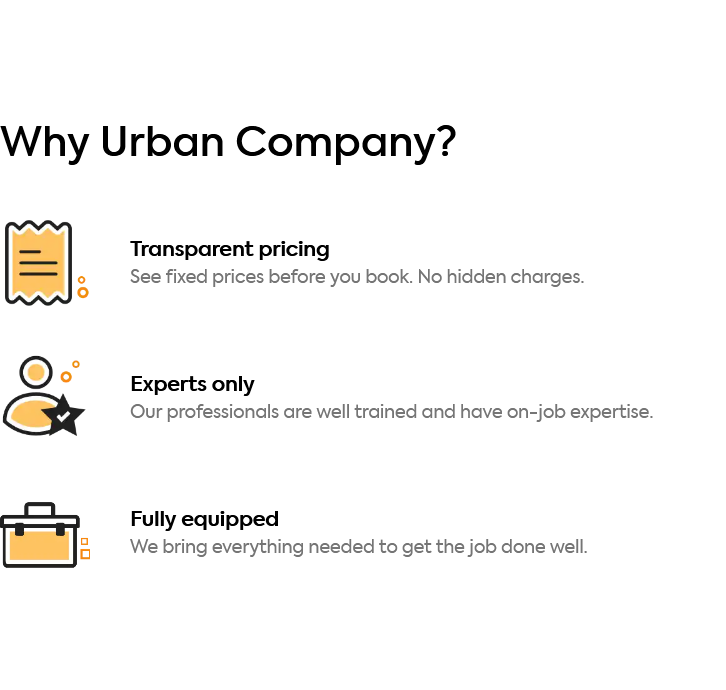 Why Urban Company?
Transparent pricing
See fixed prices before you book. No hidden charges.
Experts only
Our professionals are well trained and have on-job expertise.
Fully equipped
We bring everything needed to get the job done well.